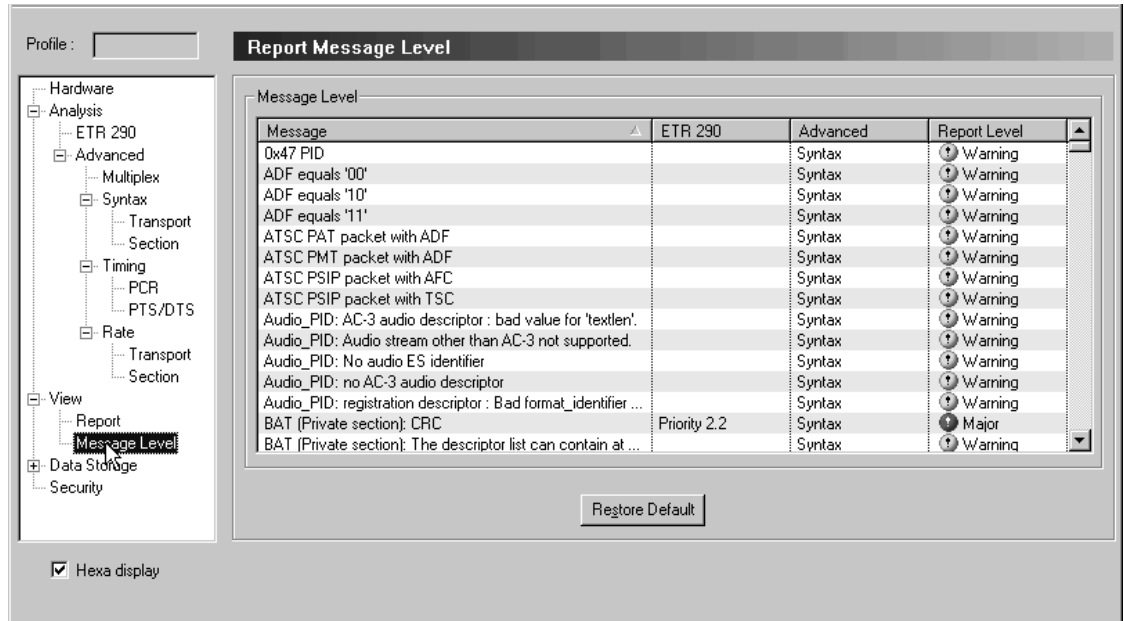 Profile :
Report Message Level
Hardware
Analysis
ETR 290
Advanced
Multiplex
Syntax
Transport
Section
Timing
PCR
PTS/DTS
Rate
Transport
Section
View
Report
Message Level
Data Storage
Security
Hexa display
Message Level
Message ETR 290 Advanced Report Level
0x47 PID Syntax Warning
ADF equals '00' Syntax Warning
ADF equals '10' Syntax Warning
ADF equals '11' Syntax Warning
ATSC PAT packet with ADF Syntax Warning
ATSC PMT packet with ADF Syntax Warning
ATSC PSIP packet with AFC Syntax Warning
ATSC PSIP packet with TSC Syntax Warning
Audio_PID: AC-3 audio descriptor : bad value for 'textlen'. Syntax Warning
Audio_PID: Audio stream other than AC-3 not supported. Syntax Warning
Audio_PID: No audio ES identifier Syntax Warning
Audio_PID: no AC-3 audio descriptor Syntax Warning
Audio_PID: registration descriptor : Bad format_identifier ... Syntax Warning
BAT (Private section): CRC Priority 2.2 Syntax Major
BAT (Private section): The descriptor list can contain at ... Syntax Warning
Restore Default